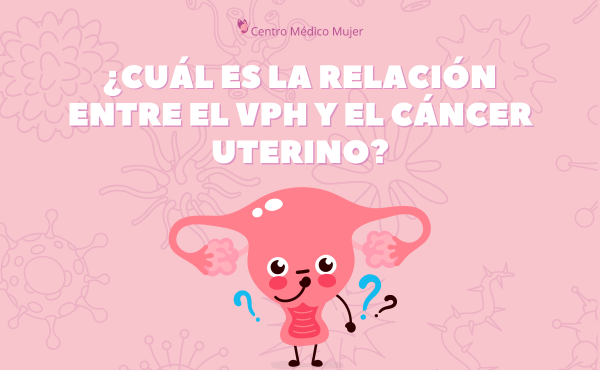 Centro Médico Mujer
¿CUÁL ES LA RELACIÓN
ENTRE EL VPH Y EL CÁNCER
UTERINO?
? ? ?